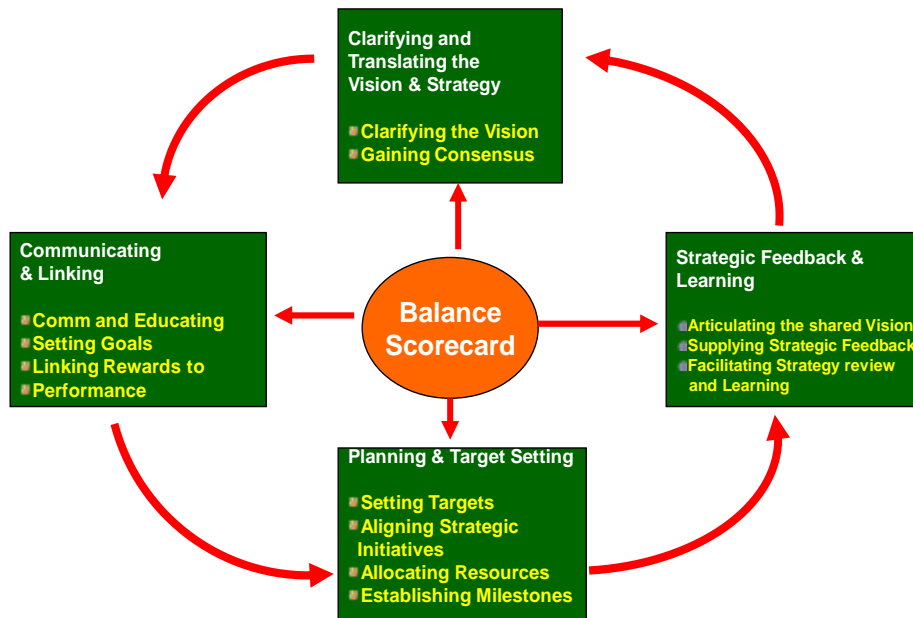 Clarifying and
Translating the
Vision & Strategy
Clarifying the Vision
Gaining Consensus
Communicating
& Linking
Comm and Educating
Setting Goals
Linking Rewards to
Performance
Balance
Scorecard
Strategic Feedback &
Learning
Articulating the shared Vision
Supplying Strategic Feedback
Facilitating Strategy review
and Learning
Planning & Target Setting
Setting Targets
Aligning Strategic
Initiatives
Allocating Resources
Establishing Milestones